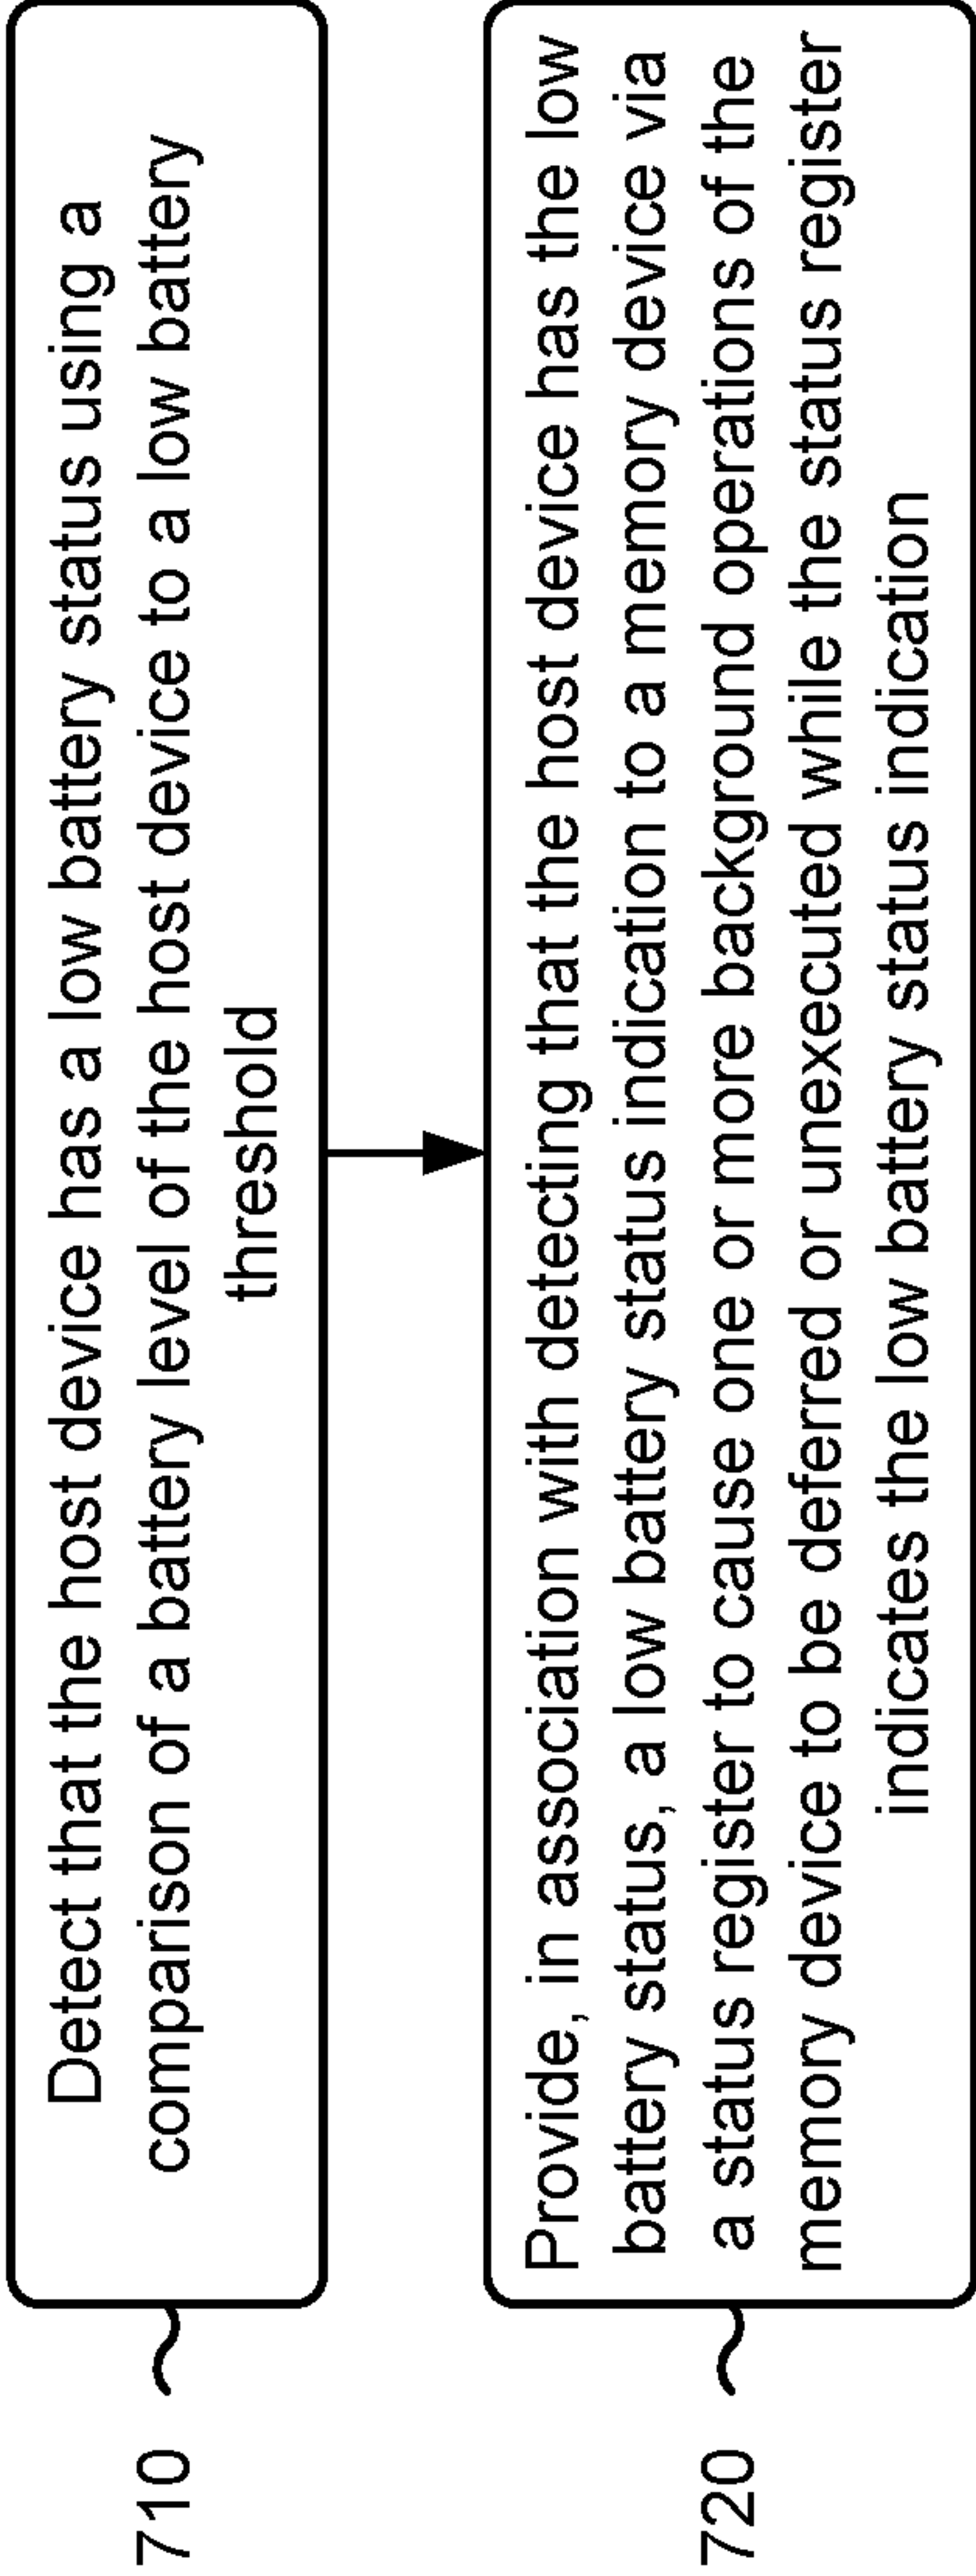 710
Detect that the host device has a low battery status using a
comparison of a battery level of the host device to a low battery
threshold
720
Provide, in association with detecting that the host device has the low
battery status, a low battery status indication to a memory device via
a status register to cause one or more background operations of the
memory device to be deferred or unexecuted while the status register
indicates the low battery status indication